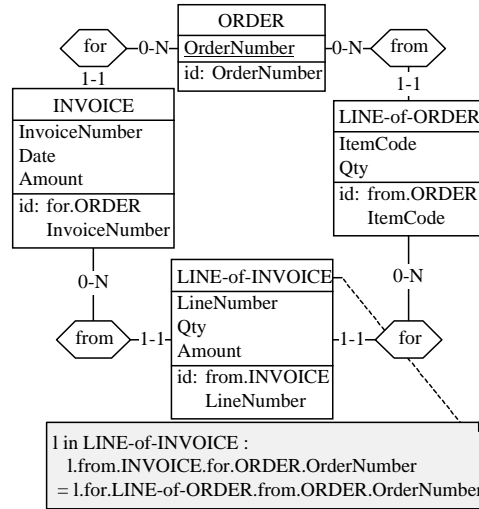 ORDER
OrderNumber
id: OrderNumber
for
0-N
0-N
from
1-1
1-1
INVOICE
InvoiceNumber
Date
Amount
id: for.ORDER
InvoiceNumber
LINE-of-ORDER
ItemCode
Qty
id: from.ORDER
ItemCode
0-N
0-N
LINE-of-INVOICE
LineNumber
Qty
Amount
id: from.INVOICE
LineNumber
from
1-1
1-1
for
l in LINE-of-INVOICE :
l.from.INVOICE.for.ORDER.OrderNumber
= l.for.LINE-of-ORDER.from.ORDER.OrderNumber